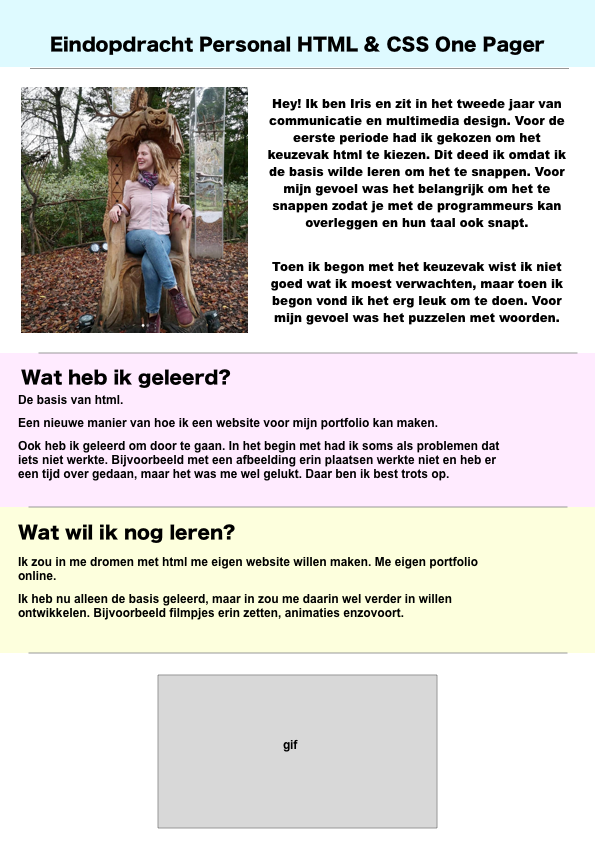 Eindopdracht Personal HTML & CSS One Pager
Hey! Ik ben Iris en zit in het tweede jaar van
communicatie en multimedia design. Voor de
eerste periode had ik gekozen om het
keuzevak html te kiezen. Dit deed ik omdat ik
de basis wilde leren om het te snappen. Voor
mijn gevoel was het belangrijk om het te
snappen zodat je met de programmeurs kan
overleggen en hun taal ook snapt.
Toen ik begon met het keuzevak wist ik niet
goed wat ik moest verwachten, maar toen ik
begon vond ik het erg leuk om te doen. Voor
mijn gevoel was het puzzelen met woorden.
Wat heb ik geleerd?
De basis van html.
Een nieuwe manier van hoe ik een website voor mijn portfolio kan maken.
Ook heb ik geleerd om door te gaan. In het begin met had ik soms als problemen dat
iets niet werkte. Bijvoorbeeld met een afbeelding erin plaatsen werkte niet en heb er
een tijd over gedaan, maar het was me wel gelukt. Daar ben ik best trots op.
Wat wil ik nog leren?
Ik zou in me dromen met html me eigen website willen maken. Me eigen portfolio
online.
Ik heb nu alleen de basis geleerd, maar in zou me daarin wel verder in willen
ontwikkelen. Bijvoorbeeld filmpjes erin zetten, animaties enzovoort.
gif